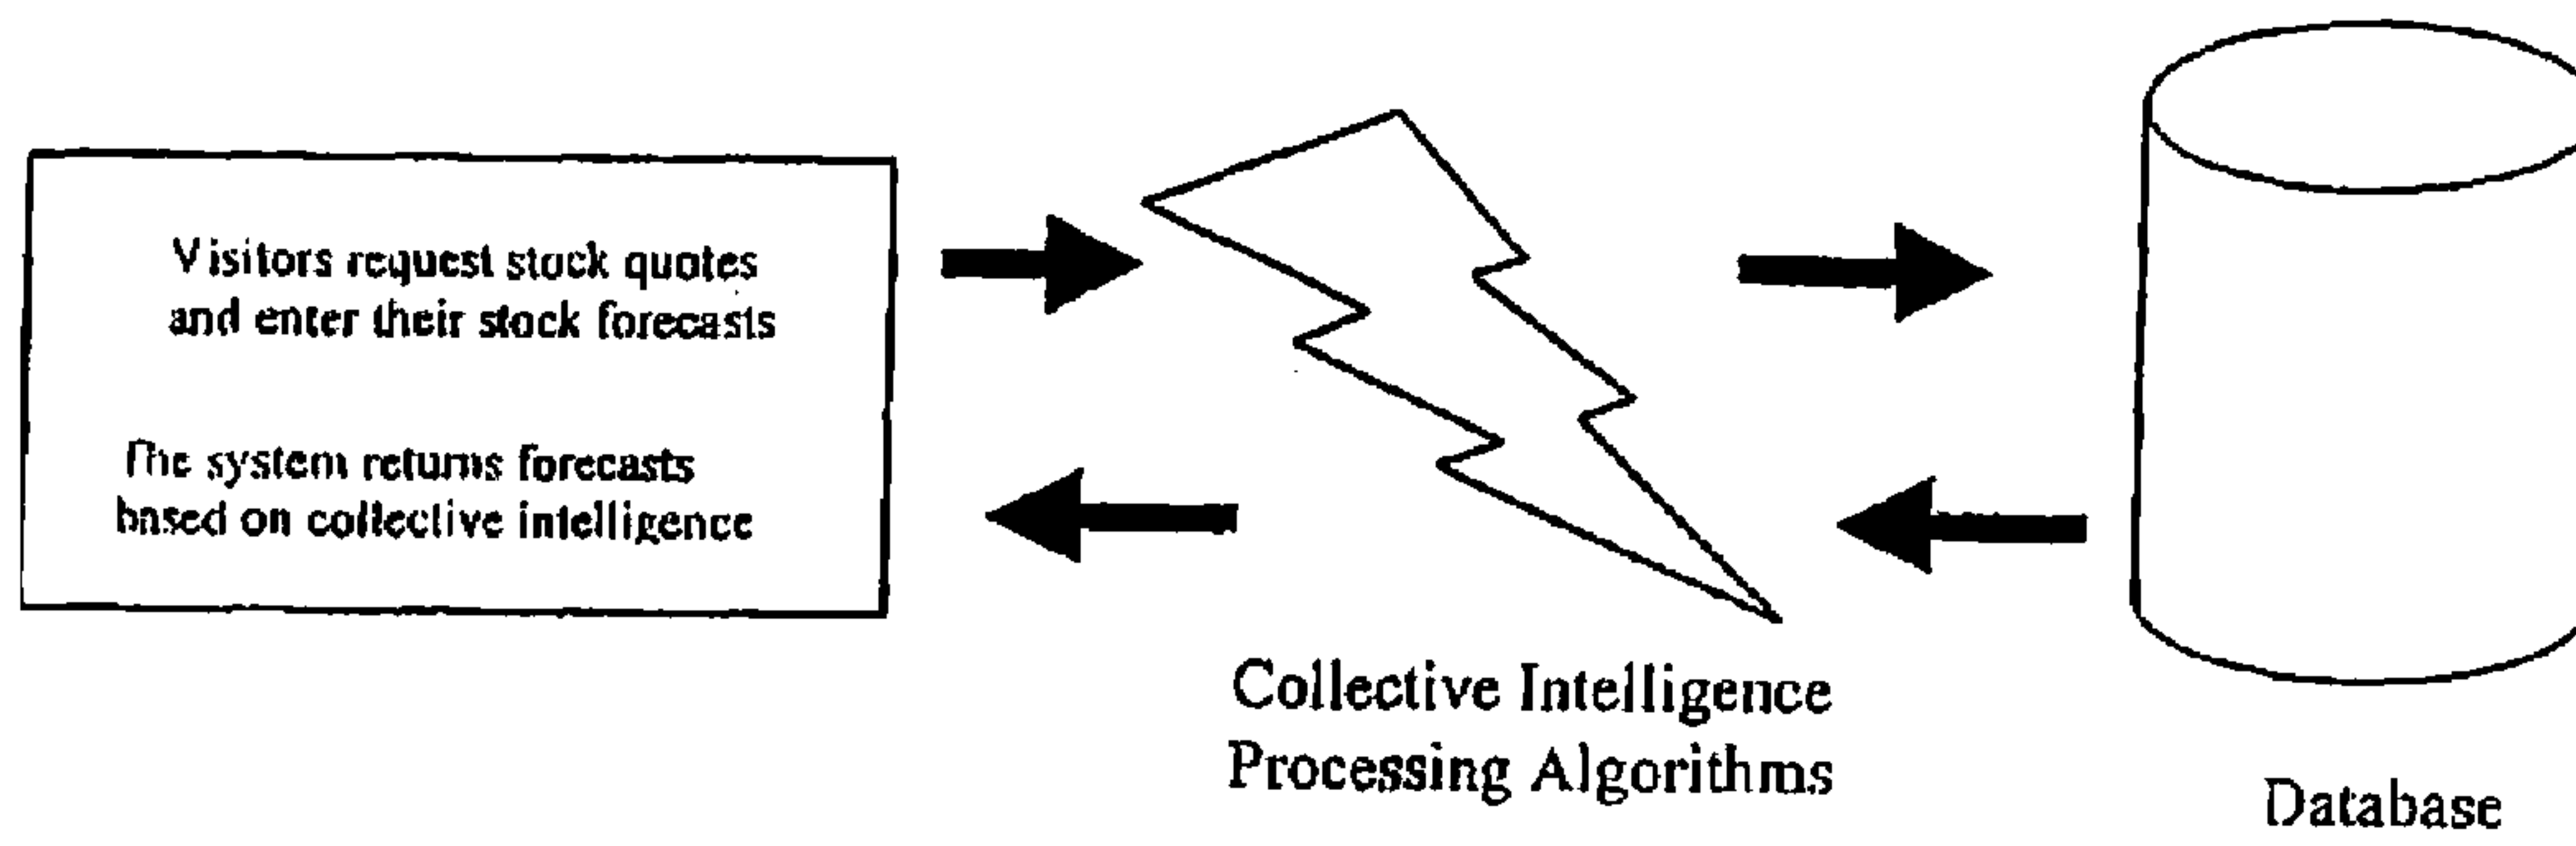 Visitors request stock quotes
and enter their stock forecasts
The system returns forecasts
based on collective intelligence
Collective Intelligence
Processing Algorithms
Database